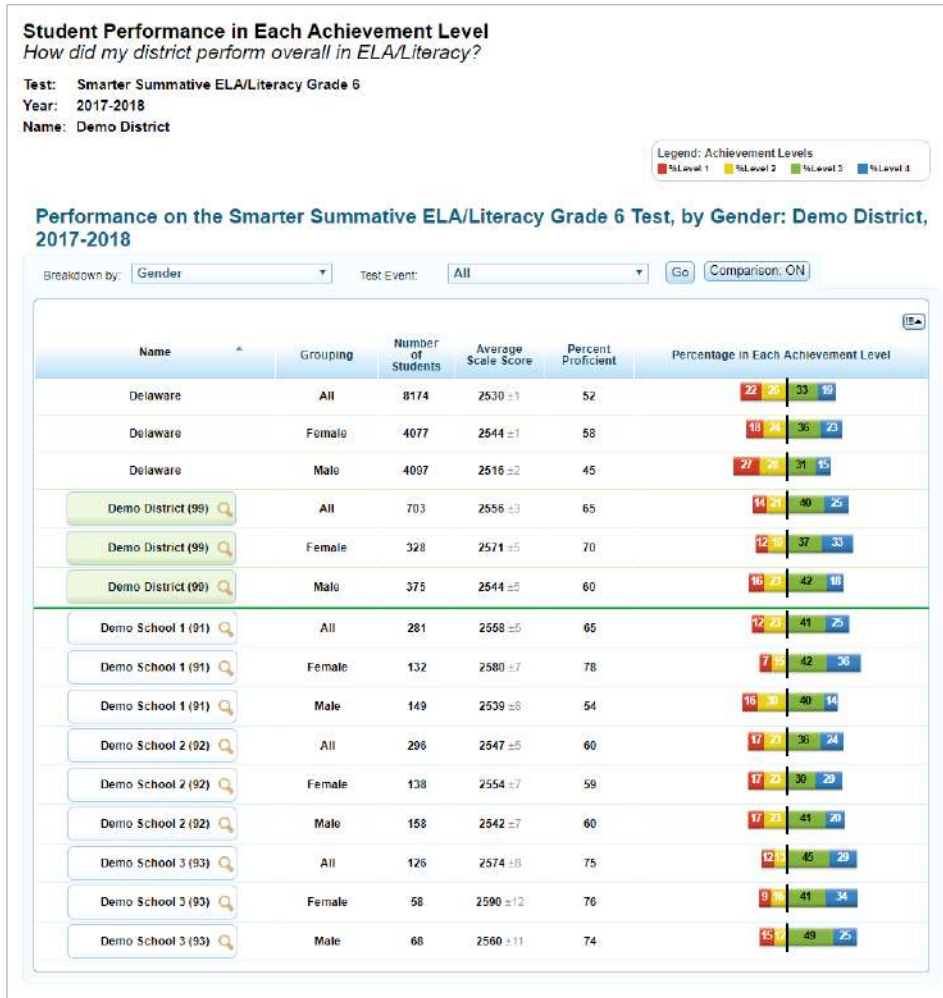 Student Performance in Each Achievement Level
How did my district perform overall in ELA/Literacy?
Test: Smarter Summative ELA/Literacy Grade 6
Year: 2017-2018
Name: Demo District
Legend: Achievement Levels
%Level 1 %Level 2 %Level 3 %Level 4
Performance on the Smarter Summative ELA/Literacy Grade 6 Test, by Gender: Demo District,
2017-2018
Breakdown by: Gender Test Event: All Go Comparison: ON
Name Grouping Number of Students Average Scale Score Percent Proficient Percentage in Each Achievement Level
Delaware All 8174 2530 ±1 52 22 33 19
Delaware Female 4077 2544 ±1 58 18 24 36 23
Delaware Male 4097 2516 ±2 45 27 31 15
Demo District (99) All 703 2556 ±3 65 14 21 40 25
Demo District (99) Female 328 2571 ±5 70 12 37 33
Demo District (99) Male 375 2544 ±5 60 16 23 42 18
Demo School 1 (91) All 281 2558 ±5 65 12 23 41 25
Demo School 1 (91) Female 132 2580 ±7 78 7 15 42 36
Demo School 1 (91) Male 149 2539 ±8 54 16 30 40 14
Demo School 2 (92) All 296 2547 ±5 60 17 23 36 24
Demo School 2 (92) Female 138 2554 ±7 59 17 23 30 29
Demo School 2 (92) Male 158 2542 ±7 60 17 23 41 20
Demo School 3 (93) All 126 2574 ±8 75 12 13 45 29
Demo School 3 (93) Female 58 2590 ±12 76 9 16 41 34
Demo School 3 (93) Male 68 2560 ±11 74 15 12 49 25